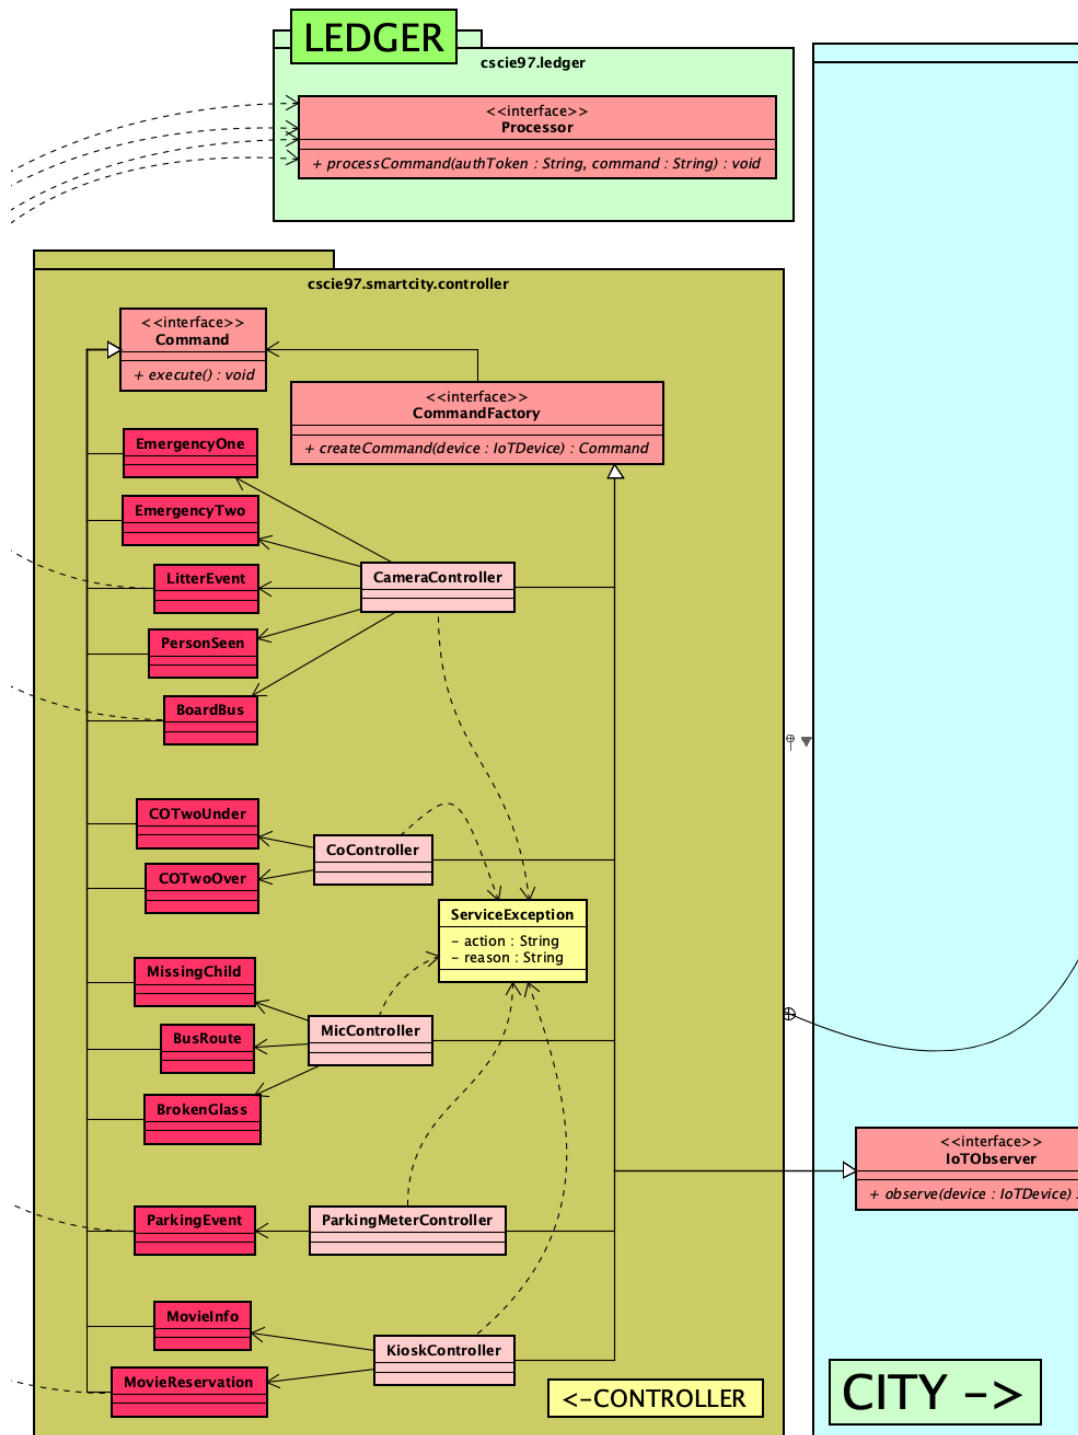 LEDGER
cscie97.ledger
<<interface>>
Processor
+ processCommand(authToken : String, command : String) : void
cscie97.smartcity.controller
<<interface>>
Command
+ execute() : void
<<interface>>
CommandFactory
+ createCommand(device : IoTDevice) : Command
EmergencyOne
EmergencyTwo
LitterEvent
CameraController
PersonSeen
BoardBus
COTwoUnder
CoController
COTwoOver
ServiceException
- action : String
- reason : String
MissingChild
MicController
BusRoute
BrokenGlass
<<interface>>
IoTObserver
+ observe(device : IoTDevice) :
ParkingEvent
ParkingMeterController
MovieInfo
KioskController
MovieReservation
<-CONTROLLER
CITY ->